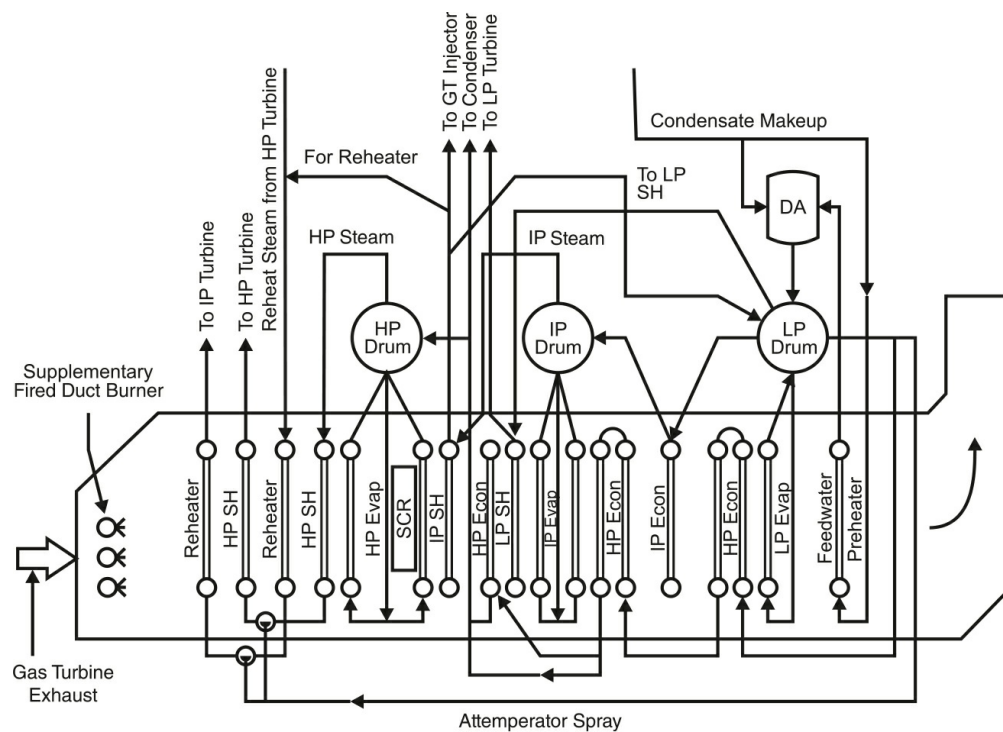 To GT Injector
To Condenser
To LP Turbine
Reheat Steam from HP Turbine
For Reheater
To LP
SH
Condensate Makeup
DA
To IP Turbine
To HP Turbine
HP Steam
IP Steam
HP
Drum
IP
Drum
LP
Drum
Supplementary
Fired Duct Burner
Reheater
HP SH
Reheater
HP SH
HP Evap
SCR
IP SH
HP Econ
LP SH
IP Evap
HP Econ
IP Econ
HP Econ
LP Evap
Feedwater
Preheater
Gas Turbine
Exhaust
Attemperator Spray